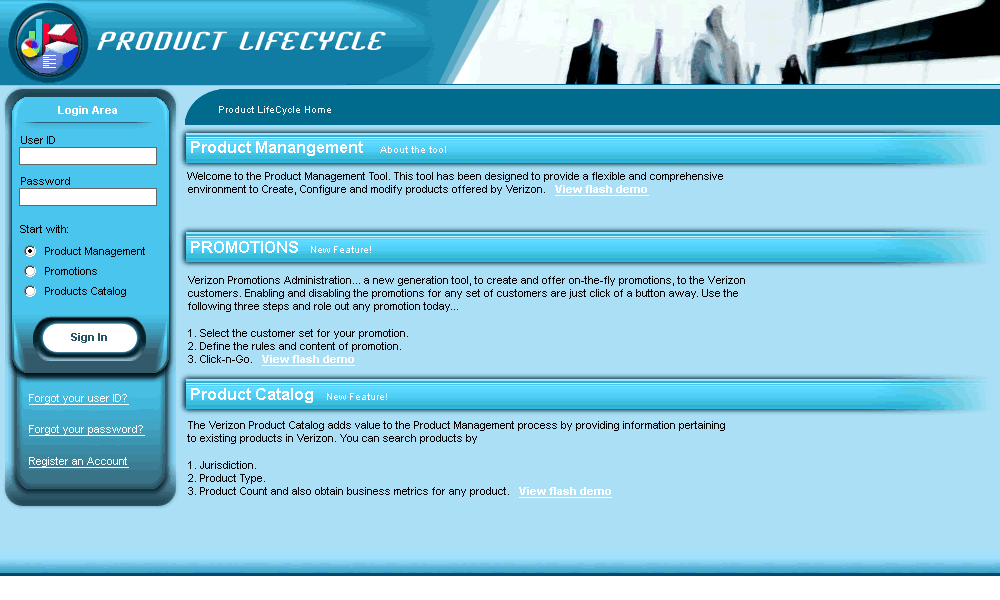 PRODUCT LIFECYCLE
Login Area
User ID
Password
Start with:
Product Management
Promotions
Products Catalog
Sign In
Forgot your user ID?
Forgot your password?
Register an Account
Product LifeCycle Home
Product Manangement About the tool
Welcome to the Product Management Tool. This tool has been designed to provide a flexible and comprehensive
environment to Create, Configure and modify products offered by Verizon. View flash demo
PROMOTIONS New Feature!
Verizon Promotions Administration... a new generation tool, to create and offer on-the-fly promotions, to the Verizon
customers. Enabling and disabling the promotions for any set of customers are just click of a button away. Use the
following three steps and role out any promotion today...
1. Select the customer set for your promotion.
2. Define the rules and content of promotion.
3. Click-n-Go. View flash demo
Product Catalog New Feature!
The Verizon Product Catalog adds value to the Product Management process by providing information pertaining
to existing products in Verizon. You can search products by
1. Jurisdiction.
2. Product Type.
3. Product Count and also obtain business metrics for any product. View flash demo